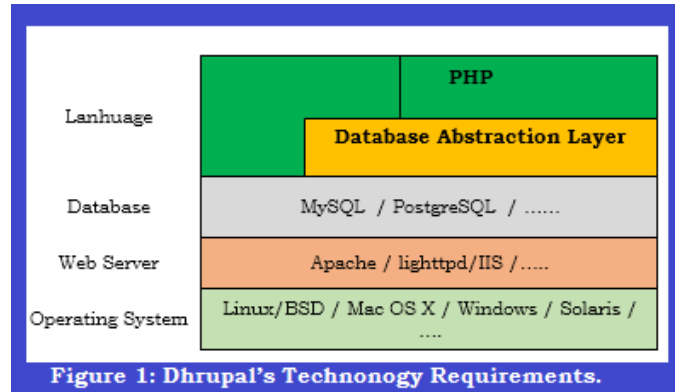 PHP
Lanhuage
Database Abstraction Layer
Database
MySQL / PostgreSQL / ......
Web Server
Apache / lighttpd/IIS /.....
Operating System
Linux/BSD / Mac OS X / Windows / Solaris /
....
Figure 1: Dhrupal's Technonogy Requirements.